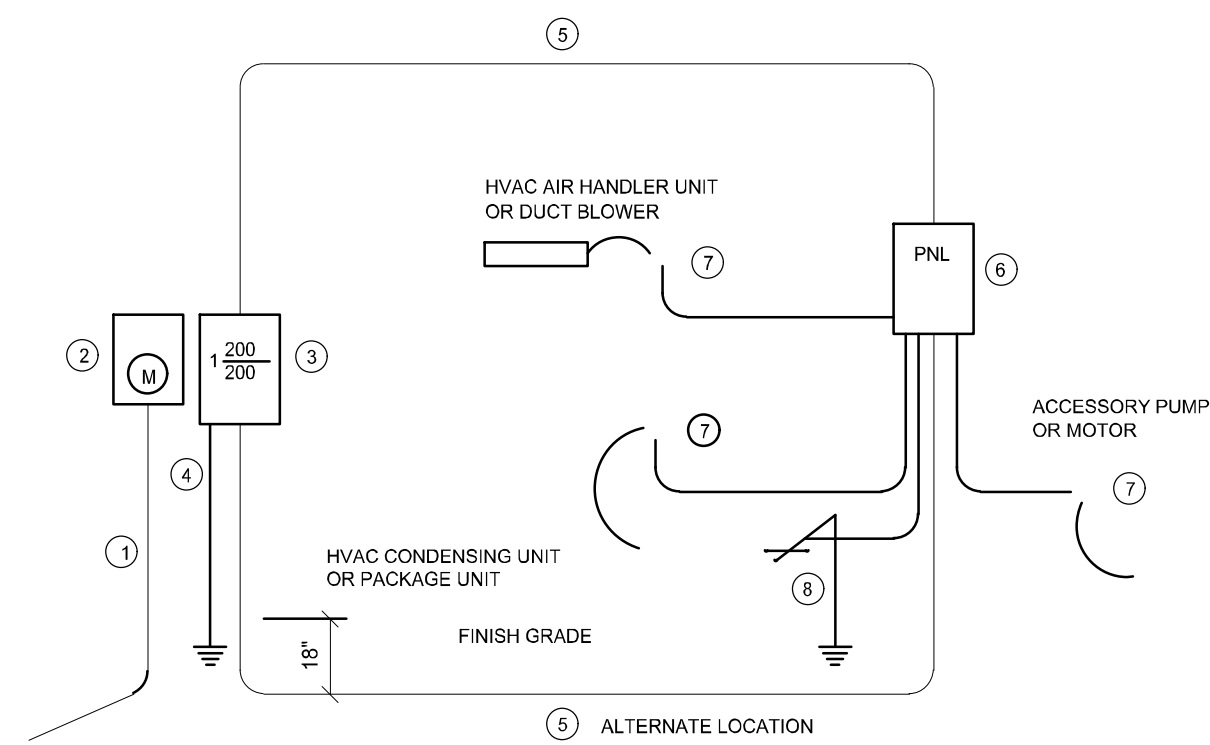 5
HVAC AIR HANDLER UNIT
OR DUCT BLOWER
7
PNL
6
2
M
1 200
200
3
7
ACCESSORY PUMP
OR MOTOR
4
7
1
HVAC CONDENSING UNIT
OR PACKAGE UNIT
8
FINISH GRADE
18"
5 ALTERNATE LOCATION